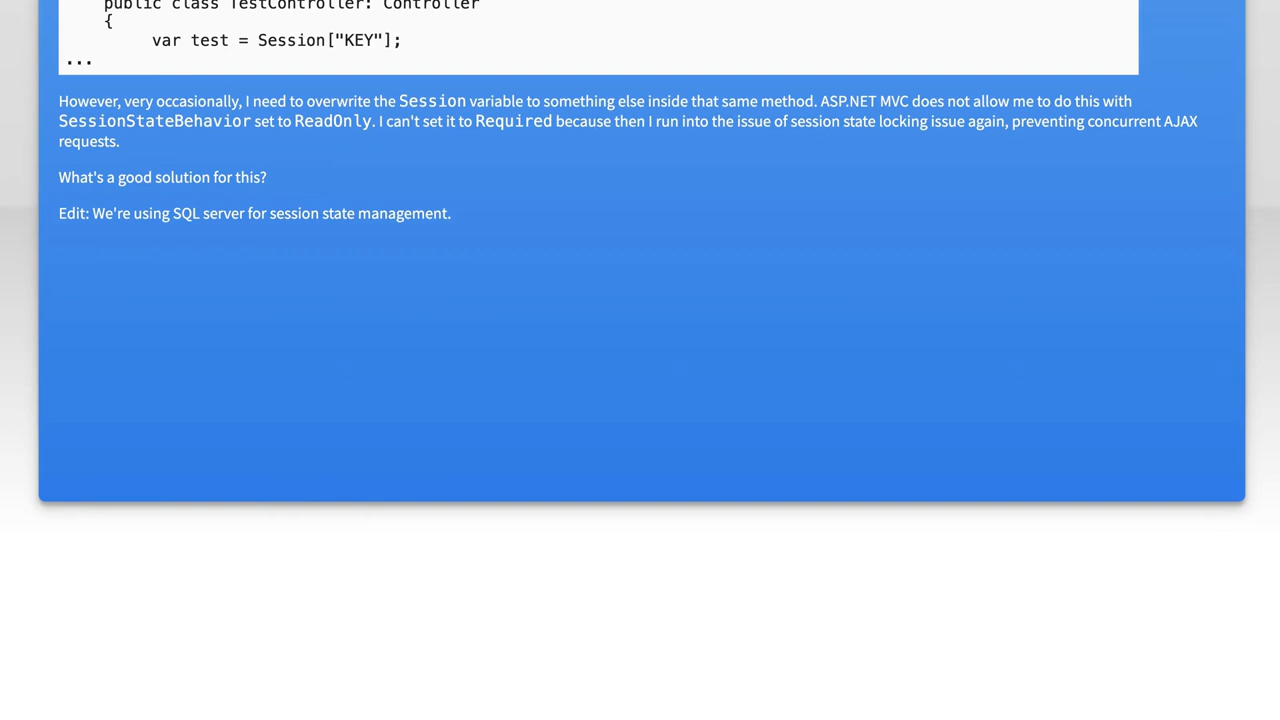 public class TestController: Controller
{
var test = Session["KEY"];
...
However, very occasionally, I need to overwrite the Session variable to something else inside that same method. ASP.NET MVC does not allow me to do this with
SessionStateBehavior set to ReadOnly. I can't set it to Required because then I run into the issue of session state locking issue again, preventing concurrent AJAX
requests.
What's a good solution for this?
Edit: We're using SQL server for session state management.